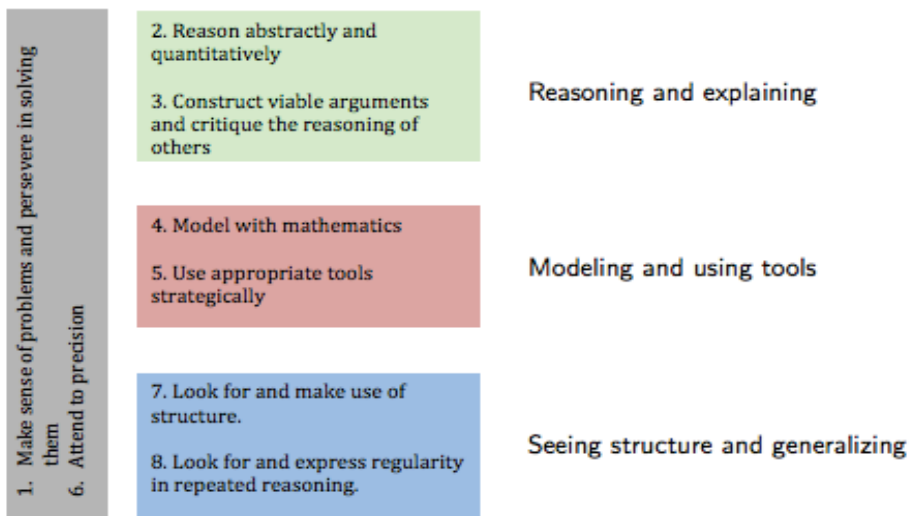 1. Make sense of problems and persevere in solving
them
6. Attend to precision
2. Reason abstractly and
quantitatively
3. Construct viable arguments
and critique the reasoning of
others
Reasoning and explaining
4. Model with mathematics
5. Use appropriate tools
strategically
Modeling and using tools
7. Look for and make use of
structure.
8. Look for and express regularity
in repeated reasoning.
Seeing structure and generalizing